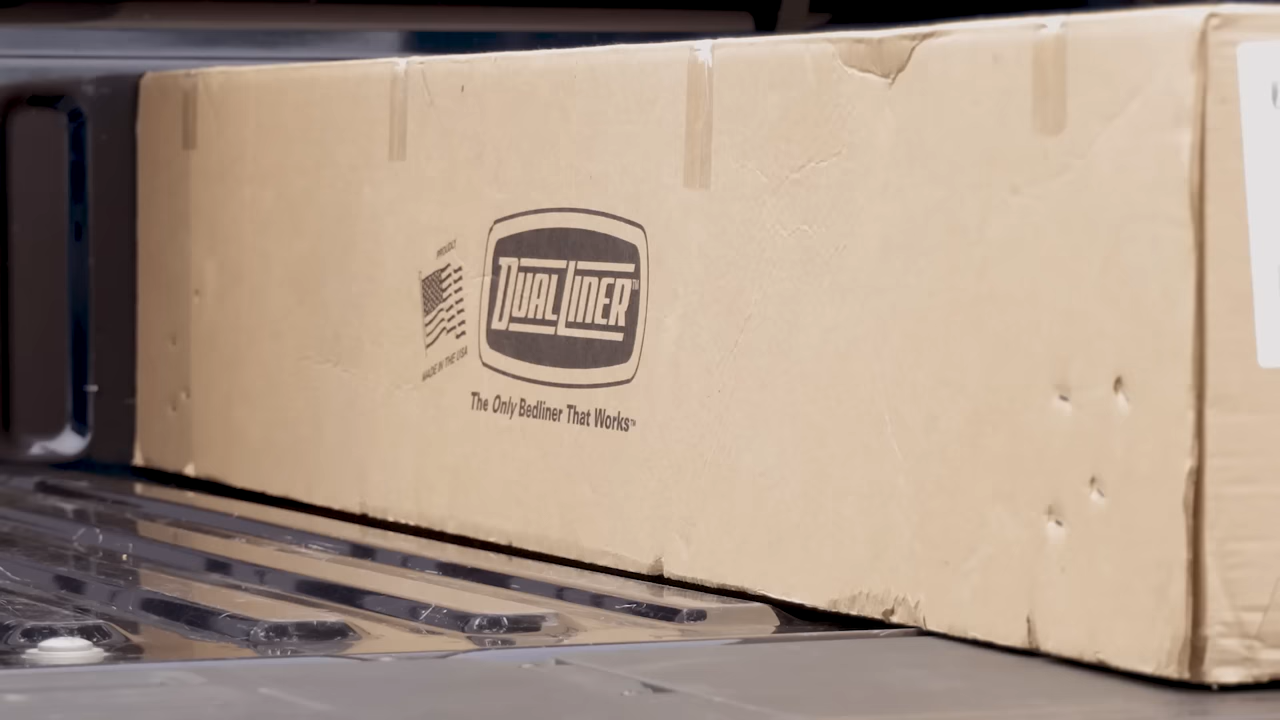 PROUDLY
MADE IN THE USA
DUALLINER™
The Only Bedliner That Works™